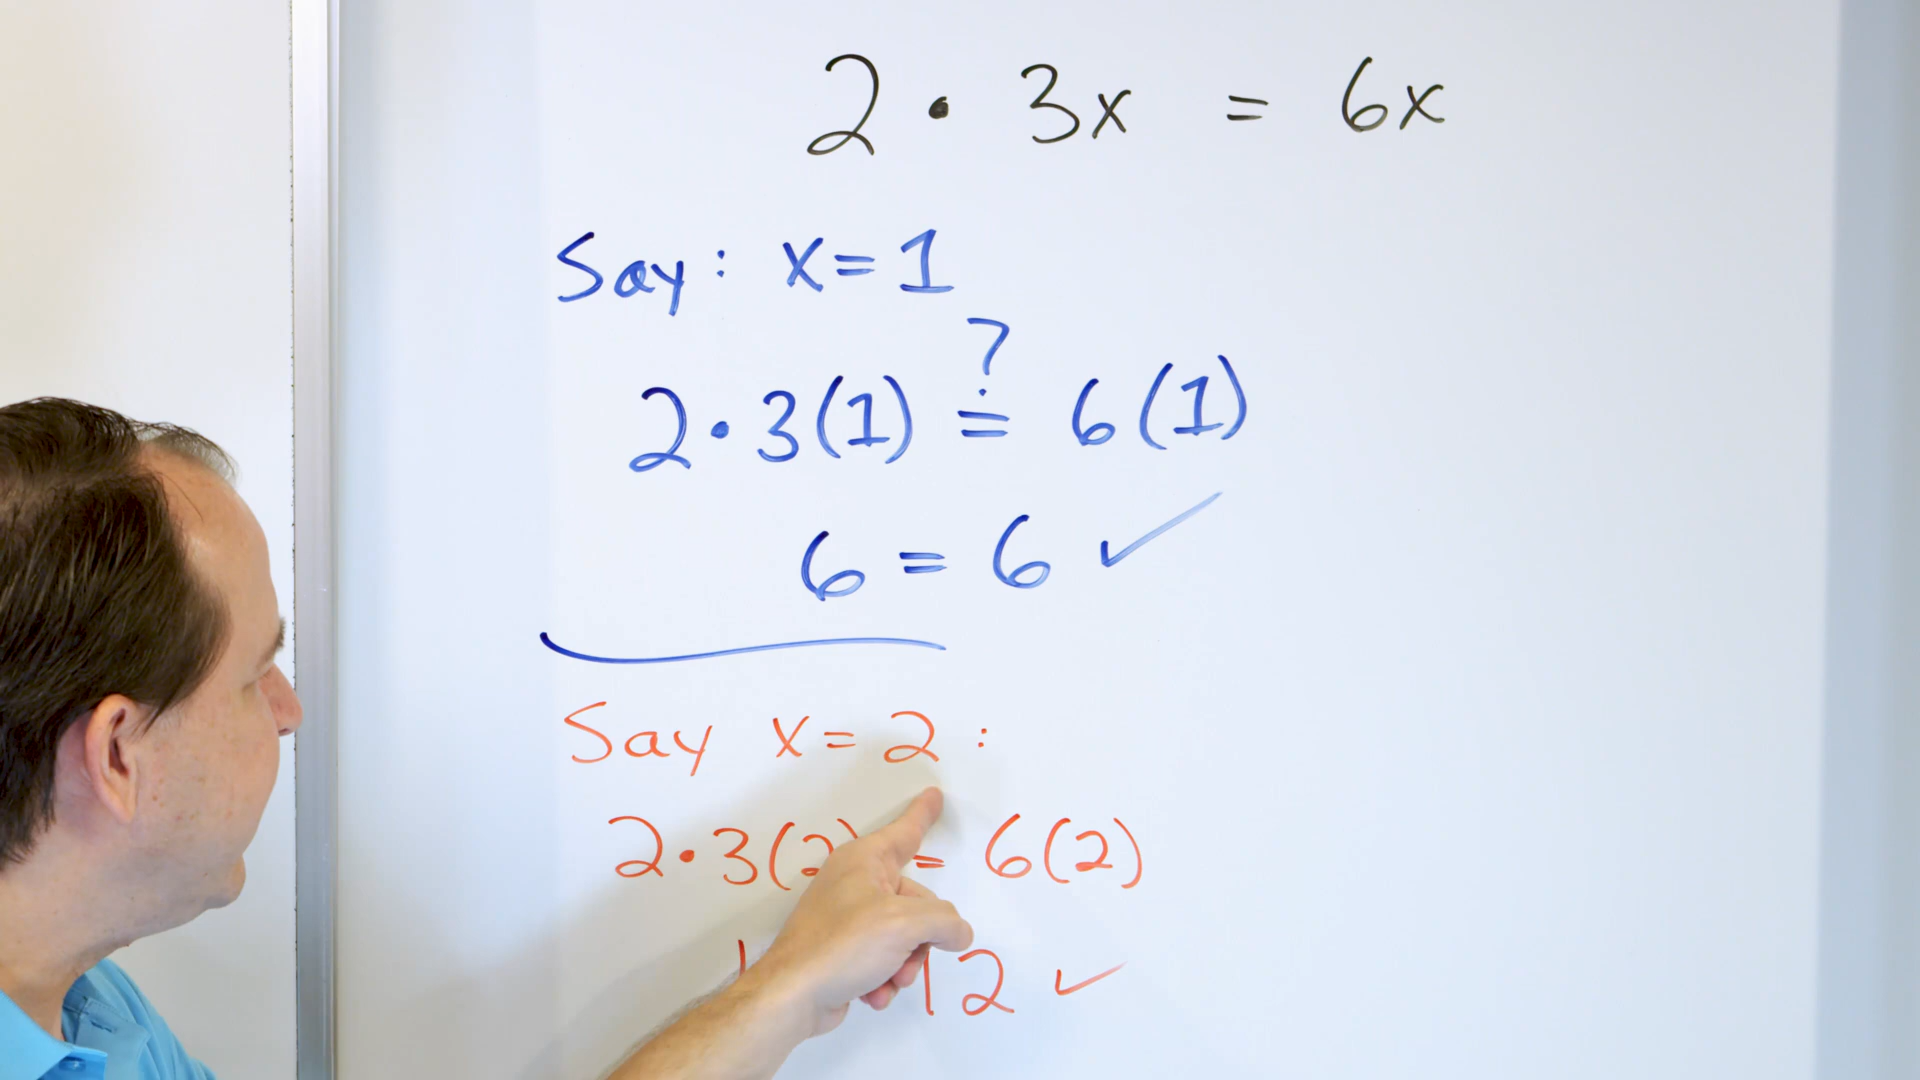 2 · 3x = 6x
Say: x=1
2·3(1) ≟ 6(1)
6 = 6 ✓
Say x=2:
2·3(2) = 6(2)
12 ✓